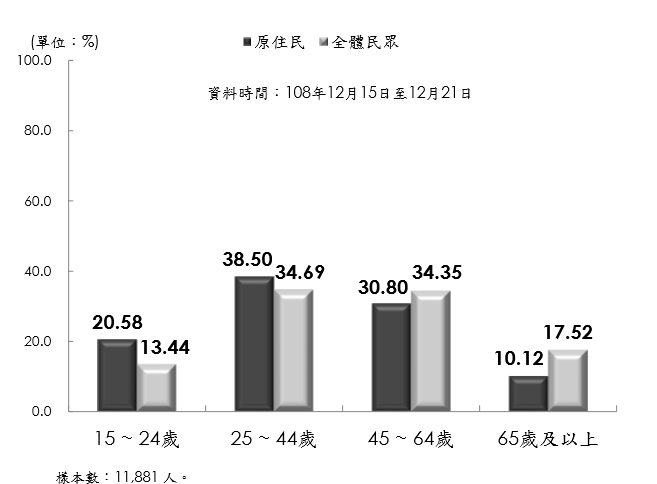 (單位：%)
■原住民 ■全體民眾
100.0
資料時間：108年12月15日至12月21日
80.0
60.0
40.0
20.0
0.0
20.58 13.44 38.50 34.69 30.80 34.35 10.12 17.52
15 ~ 24歲 25 ~ 44歲 45 ~ 64歲 65歲及以上
樣本數：11,881 人。